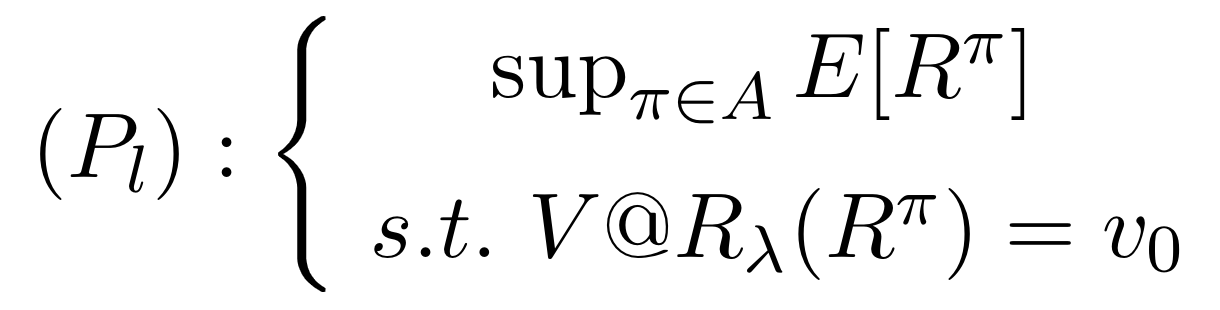 (P_l) : { sup_{π∈A} E[R^π]
s.t. V@R_λ(R^π) = v_0